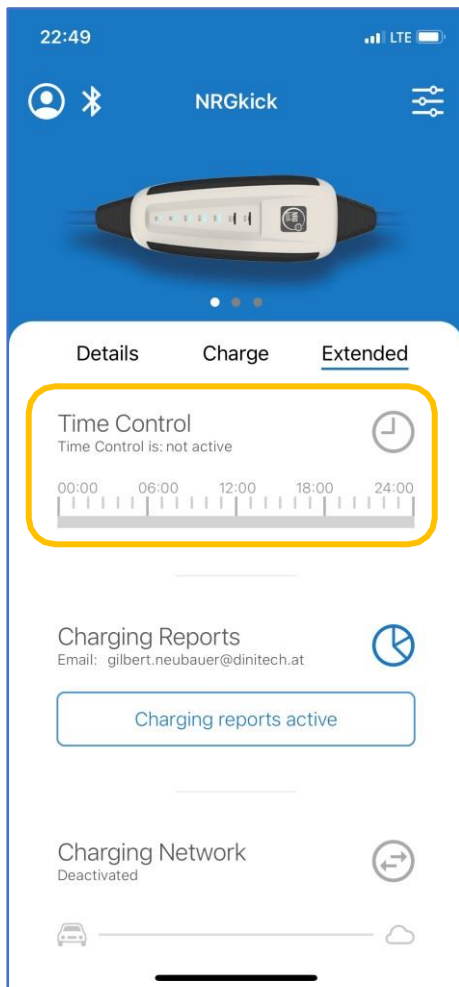 22:49 LTE
NRGkick
Details Charge Extended
Time Control
Time Control is: not active
00:00 06:00 12:00 18:00 24:00
Charging Reports
Email: gilbert.neubauer@dinitech.at
Charging reports active
Charging Network
Deactivated